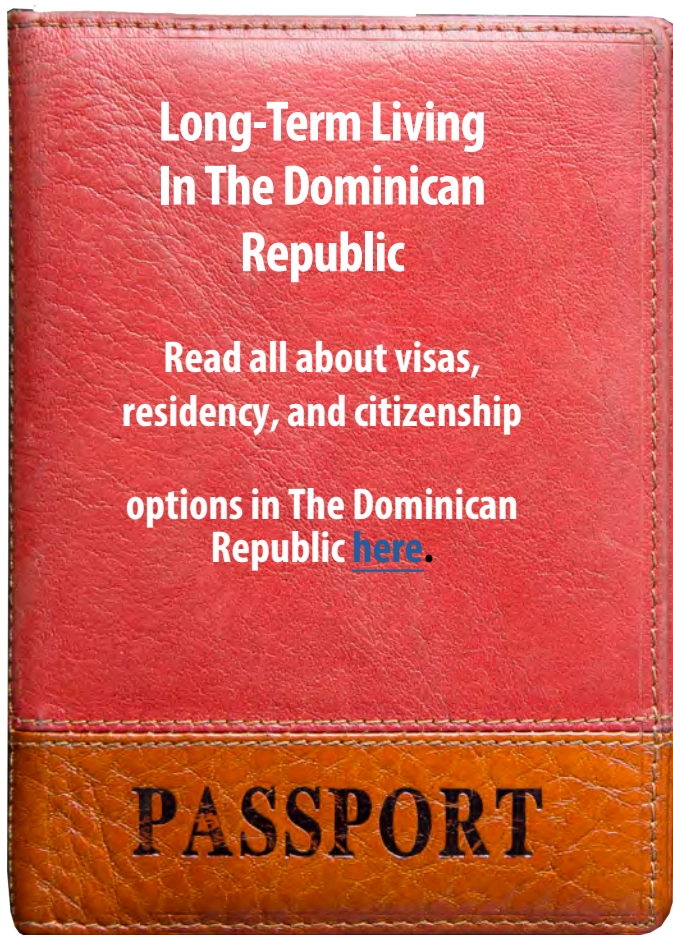 Long-Term Living
In The Dominican
Republic
Read all about visas,
residency, and citizenship
options in The Dominican
Republic here.
PASSPORT